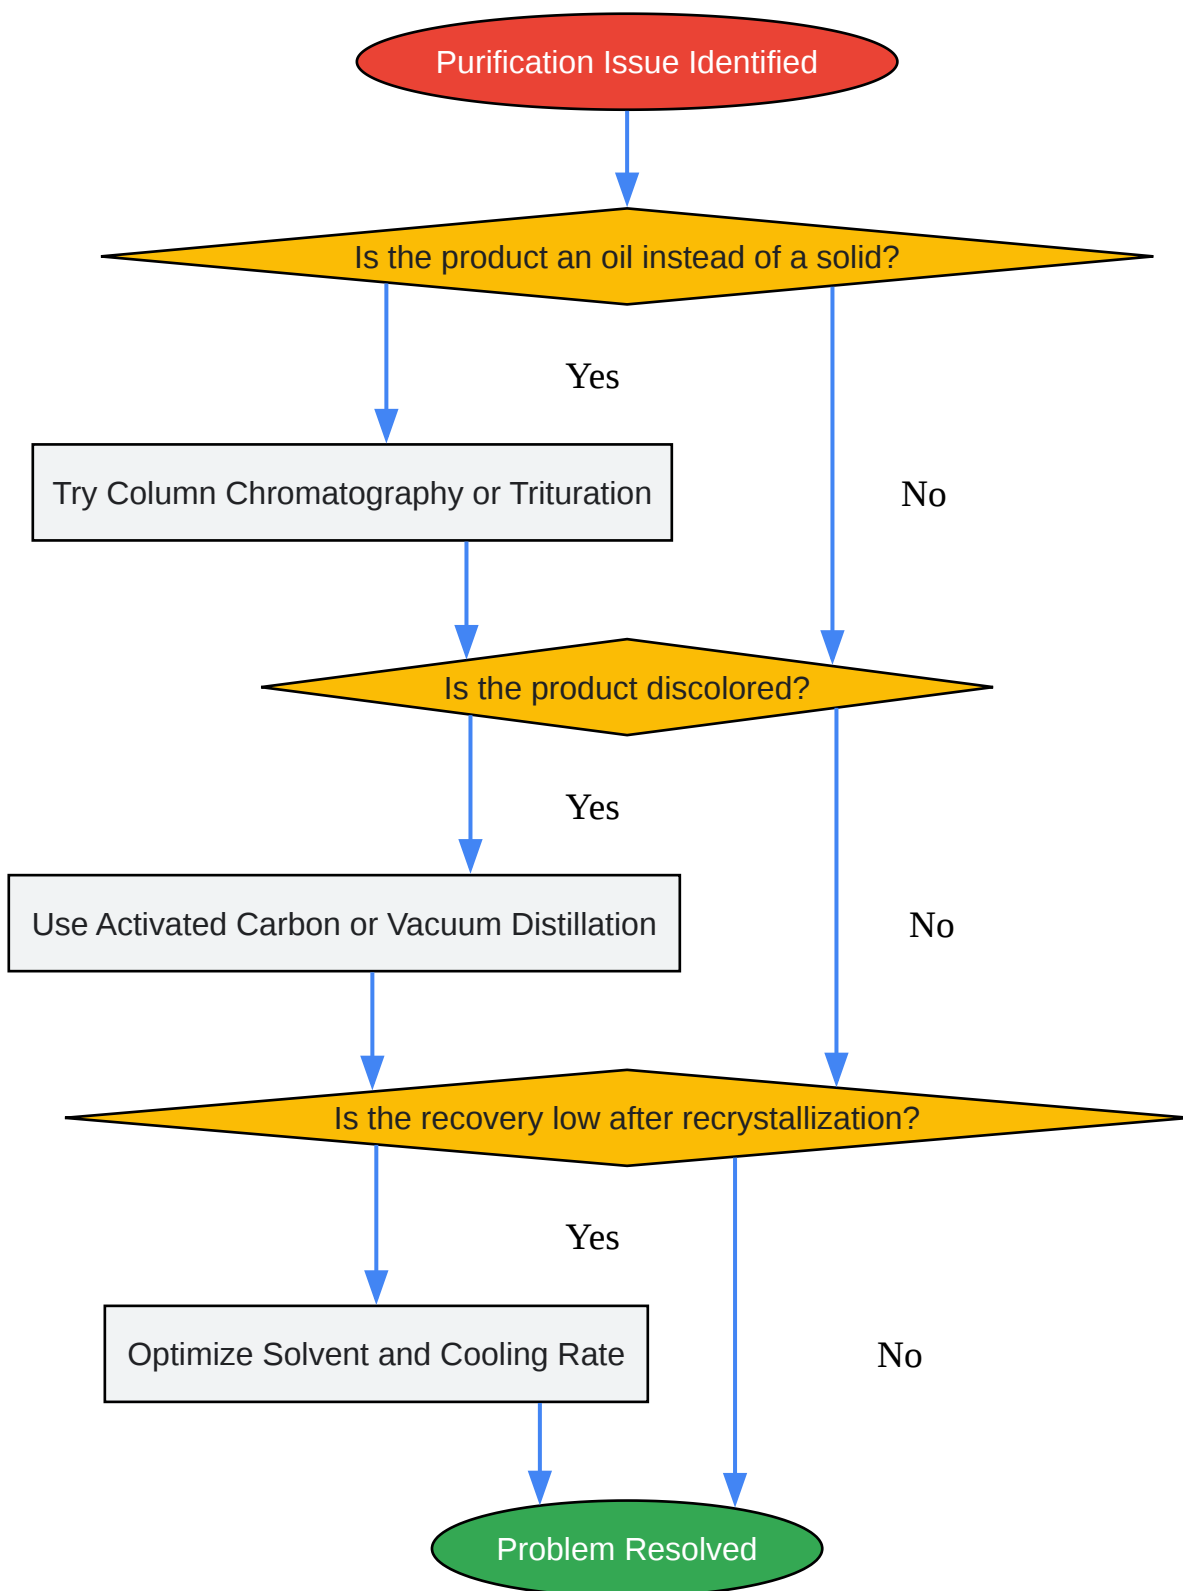 Purification Issue Identified
Is the product an oil instead of a solid?
Yes
Try Column Chromatography or Trituration
No
Is the product discolored?
Yes
Use Activated Carbon or Vacuum Distillation
No
Is the recovery low after recrystallization?
Yes
Optimize Solvent and Cooling Rate
No
Problem Resolved